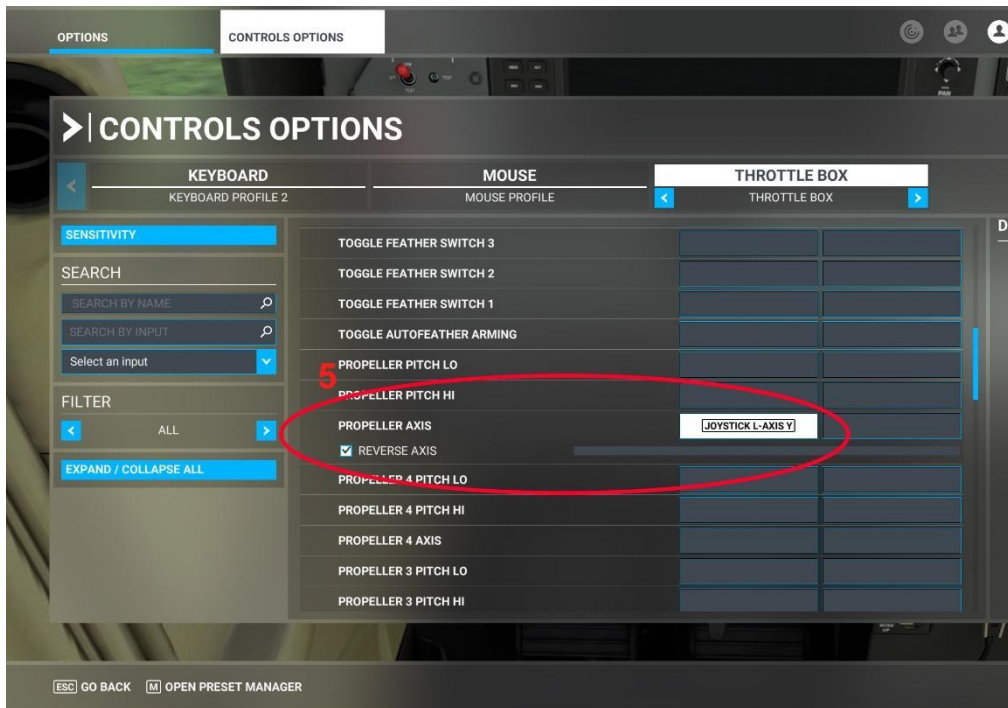 OPTIONS
CONTROLS OPTIONS
PAN
CONTROLS OPTIONS
KEYBOARD
KEYBOARD PROFILE 2
MOUSE
MOUSE PROFILE
THROTTLE BOX
THROTTLE BOX
SENSITIVITY
SEARCH
SEARCH BY NAME
SEARCH BY INPUT
Select an input
FILTER
ALL
EXPAND / COLLAPSE ALL
D
TOGGLE FEATHER SWITCH 3
TOGGLE FEATHER SWITCH 2
TOGGLE FEATHER SWITCH 1
TOGGLE AUTOFEATHER ARMING
PROPELLER PITCH LO
5
PROPELLER PITCH HI
PROPELLER AXIS JOYSTICK L-AXIS Y
REVERSE AXIS
PROPELLER 4 PITCH LO
PROPELLER 4 PITCH HI
PROPELLER 4 AXIS
PROPELLER 3 PITCH LO
PROPELLER 3 PITCH HI
ESC GO BACK M OPEN PRESET MANAGER